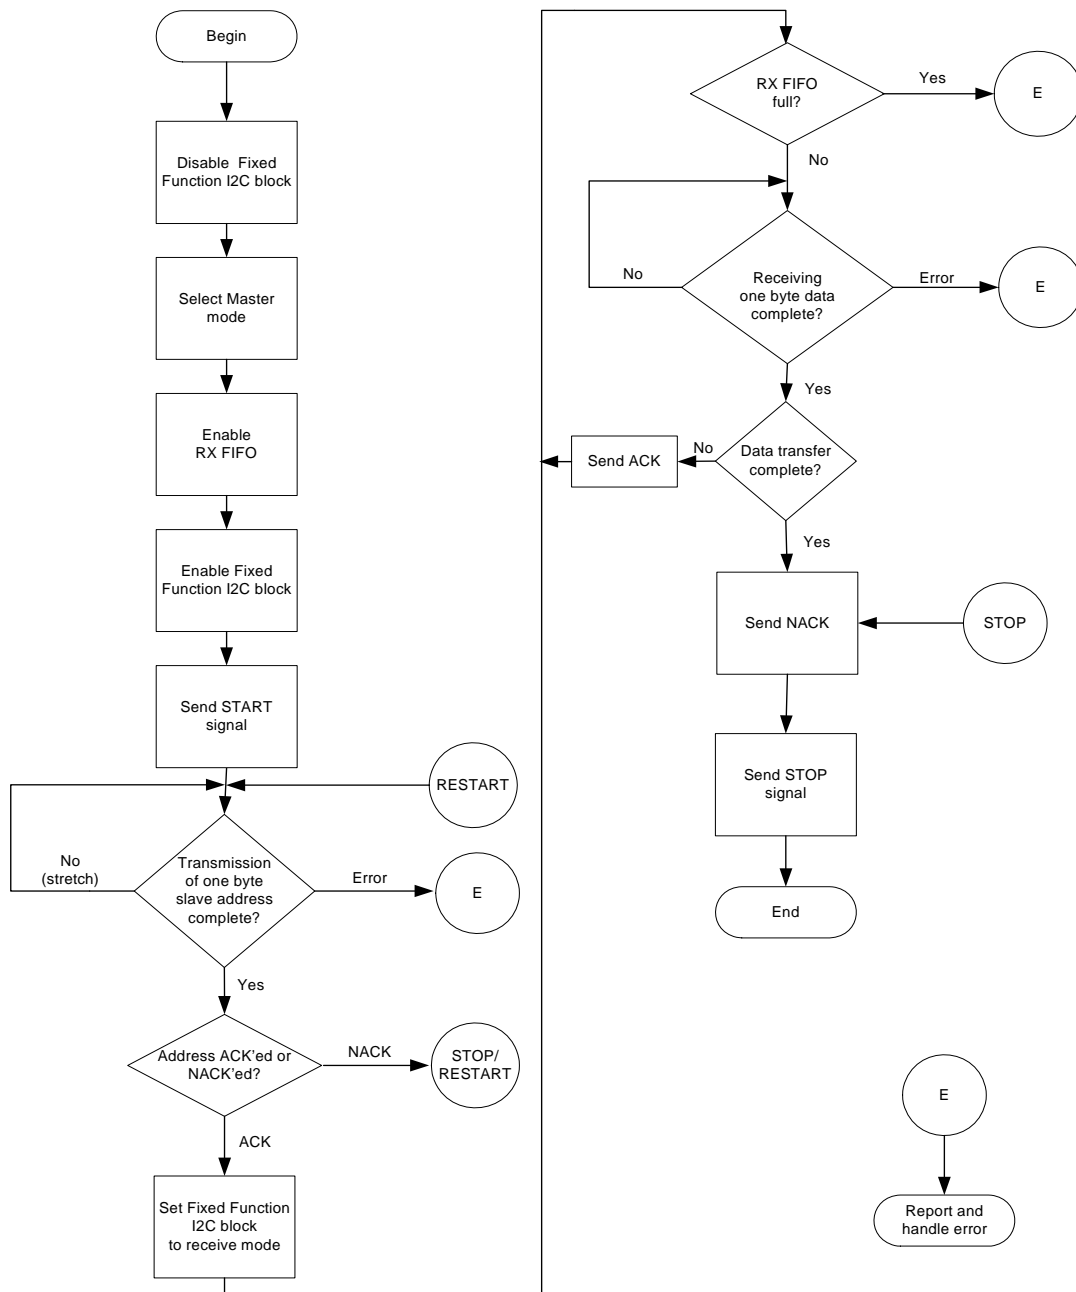 Begin
Disable Fixed
Function I2C block
Select Master
mode
Enable
RX FIFO
Enable Fixed
Function I2C block
Send START
signal
RESTART
No
(stretch)
Transmission
of one byte
slave address
complete?
Error
E
Yes
Address ACK'ed or
NACK'ed?
NACK
STOP/
RESTART
ACK
Set Fixed Function
I2C block
to receive mode
RX FIFO
full?
Yes
E
No
No
Receiving
one byte data
complete?
Error
E
Yes
Send ACK
No
Data transfer
complete?
Yes
Send NACK
STOP
Send STOP
signal
End
E
Report and
handle error